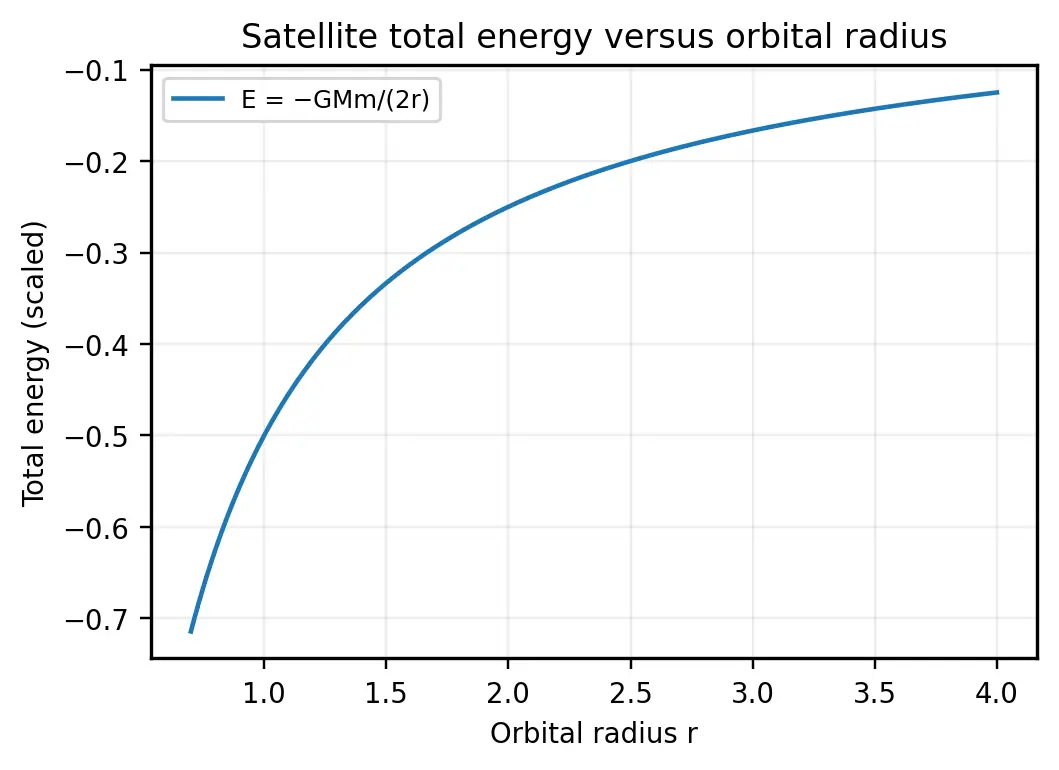 Satellite total energy versus orbital radius
E = −GMm/(2r)
Total energy (scaled)
−0.1
−0.2
−0.3
−0.4
−0.5
−0.6
−0.7
1.0 1.5 2.0 2.5 3.0 3.5 4.0
Orbital radius r